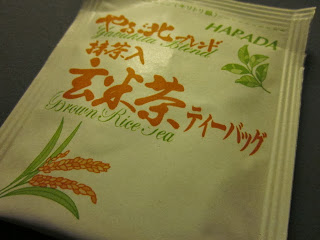 HARADA
やぶ北ブレンド
Yabukita Blend
抹茶入
玄米茶ティーバッグ
Brown Rice Tea